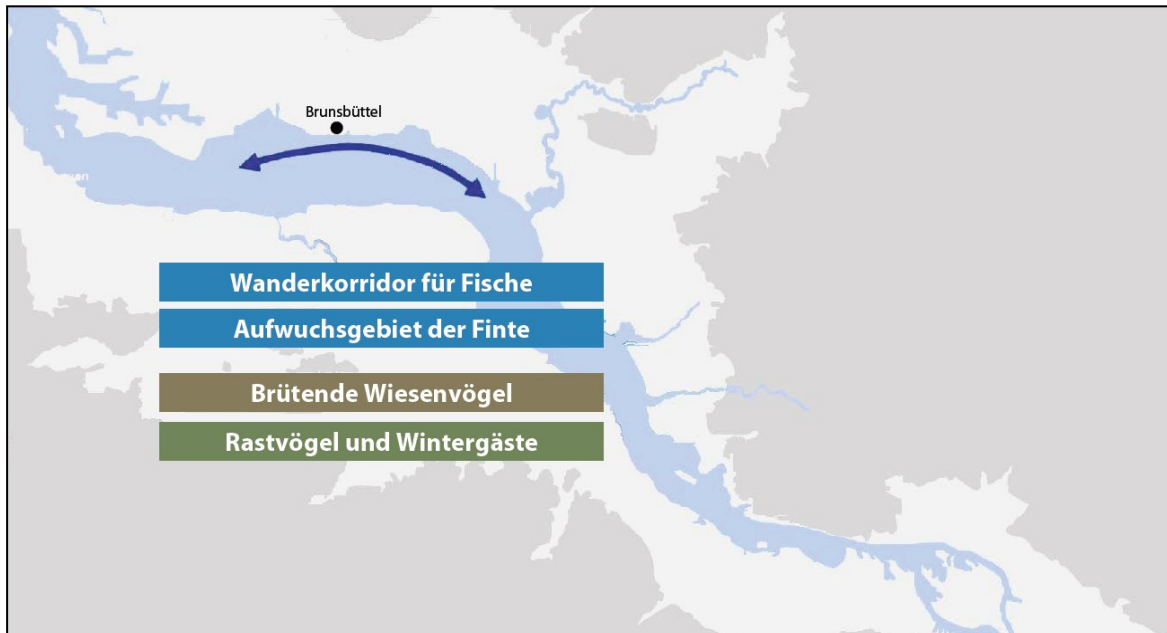 Brunsbüttel
Wanderkorridor für Fische
Aufwuchsgebiet der Finte
Brütende Wiesenvögel
Rastvögel und Wintergäste